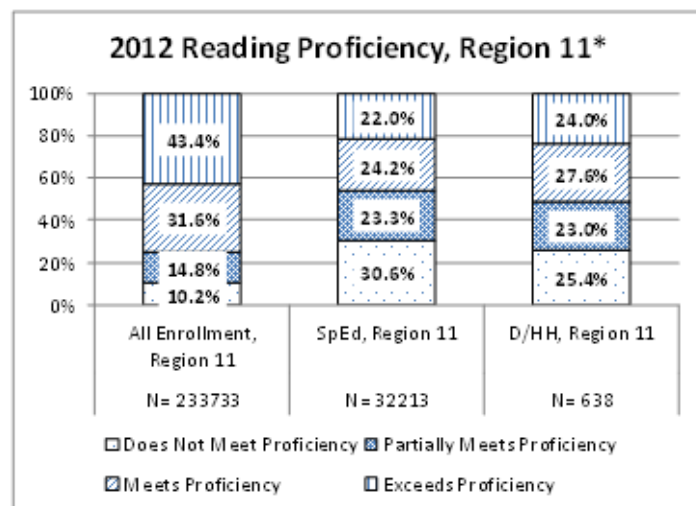 2012 Reading Proficiency, Region 11*
100%
80%
60%
40%
20%
0%
43.4%
31.6%
14.8%
10.2%
22.0%
24.2%
23.3%
30.6%
24.0%
27.6%
23.0%
25.4%
All Enrollment,
Region 11
SpEd, Region 11
D/HH, Region 11
N= 233733
N= 32213
N= 638
Does Not Meet Proficiency
Partially Meets Proficiency
Meets Proficiency
Exceeds Proficiency